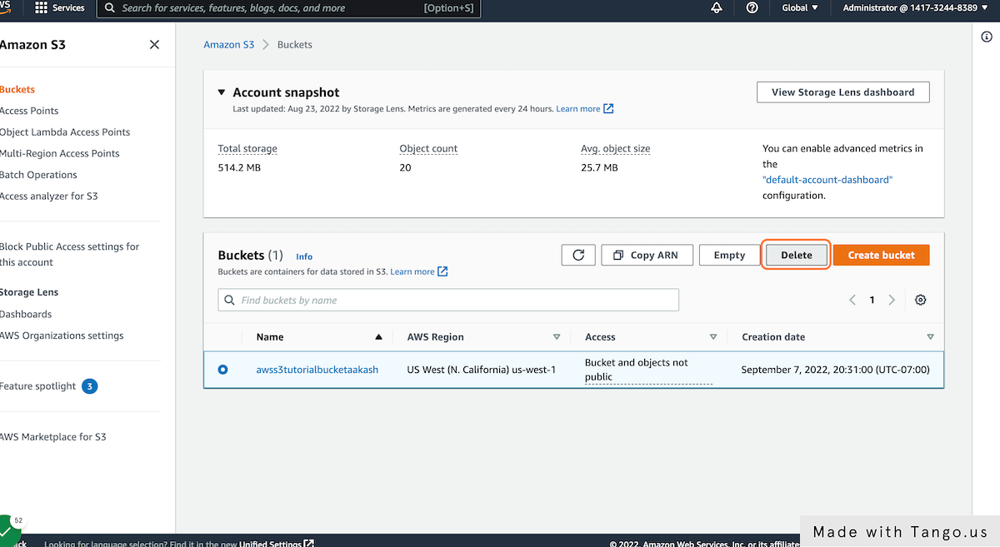 WS
Services
Search for services, features, blogs, docs, and more
[Option+S]
Global
Administrator @ 1417-3244-8389
Amazon S3
Buckets
Access Points
Object Lambda Access Points
Multi-Region Access Points
Batch Operations
Access analyzer for S3
Block Public Access settings for
this account
Storage Lens
Dashboards
AWS Organizations settings
Feature spotlight 3
AWS Marketplace for S3
52
Amazon S3 > Buckets
Account snapshot
View Storage Lens dashboard
Last updated: Aug 23, 2022 by Storage Lens. Metrics are generated every 24 hours. Learn more
Total storage
514.2 MB
Object count
20
Avg. object size
25.7 MB
You can enable advanced metrics in
the
"default-account-dashboard"
configuration.
Buckets (1) Info
Copy ARN
Empty
Delete
Create bucket
Buckets are containers for data stored in S3. Learn more
Find buckets by name
1
Name
AWS Region
Access
Creation date
awss3tutorialbucketaakash
US West (N. California) us-west-1
Bucket and objects not
public
September 7, 2022, 20:31:00 (UTC-07:00)
Made with Tango.us
ck
Looking for language selection? Find it in the new Unified Settings
© 2022, Amazon Web Services, Inc. or its affiliate